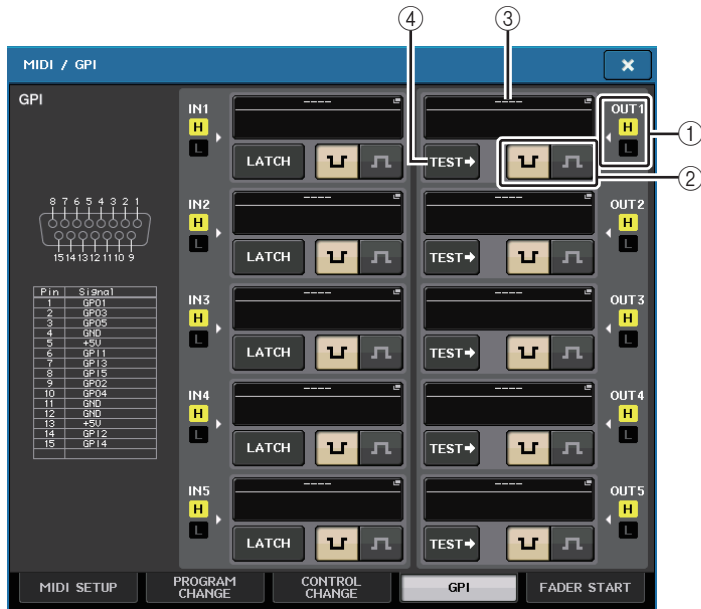 ④ ③
MIDI / GPI ×
GPI
IN1 ---- ---- OUT1 ①
H H
L LATCH TEST➔ L ②
IN2 ---- ---- OUT2
H H
L LATCH TEST➔ L
IN3 ---- ---- OUT3
H H
L LATCH TEST➔ L
IN4 ---- ---- OUT4
H H
L LATCH TEST➔ L
IN5 ---- ---- OUT5
H H
L LATCH TEST➔ L
8 7 6 5 4 3 2 1
15 14 13 12 11 10 9
Pin Signal
1 GPO1
2 GPO3
3 GPO5
4 GND
5 +5V
6 GPI1
7 GPI3
8 GPI5
9 GPO2
10 GPO4
11 GND
12 GND
13 +5V
14 GPI2
15 GPI4
MIDI SETUP
PROGRAM
CHANGE
CONTROL
CHANGE
GPI
FADER START